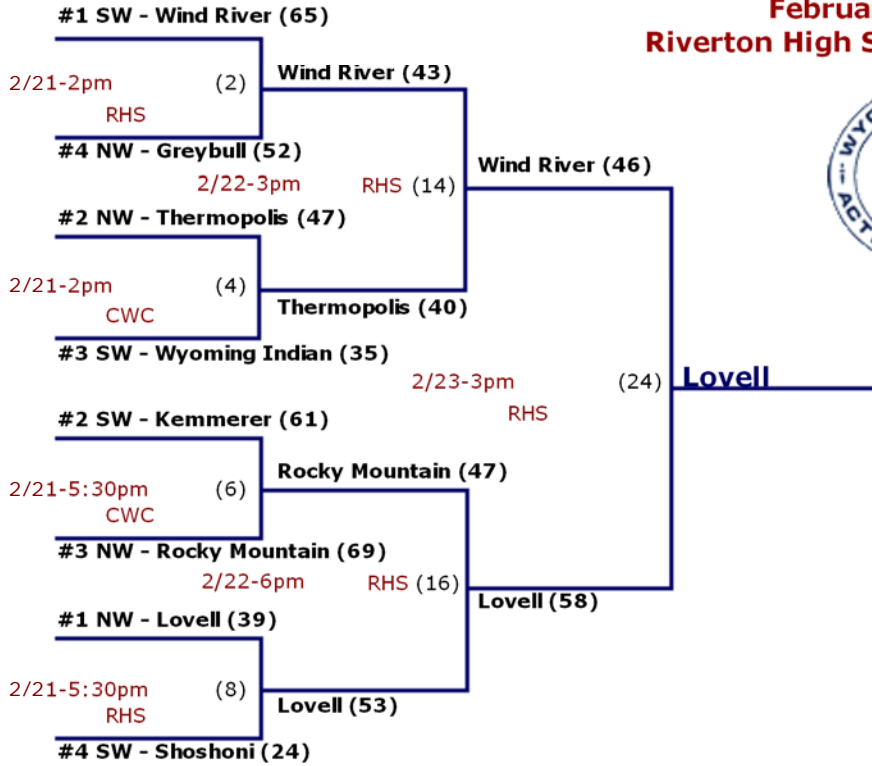 #1 SW - Wind River (65)
Februa
Riverton High S
2/21-2pm (2) Wind River (43)
RHS
#4 NW - Greybull (52)
WYO
ACT
2/22-3pm RHS (14) Wind River (46)
#2 NW - Thermopolis (47)
2/21-2pm (4)
CWC
Thermopolis (40)
#3 SW - Wyoming Indian (35)
2/23-3pm (24) Lovell
RHS
#2 SW - Kemmerer (61)
Rocky Mountain (47)
2/21-5:30pm (6)
CWC
#3 NW - Rocky Mountain (69)
2/22-6pm RHS (16)
Lovell (58)
#1 NW - Lovell (39)
2/21-5:30pm (8)
RHS
Lovell (53)
#4 SW - Shoshoni (24)